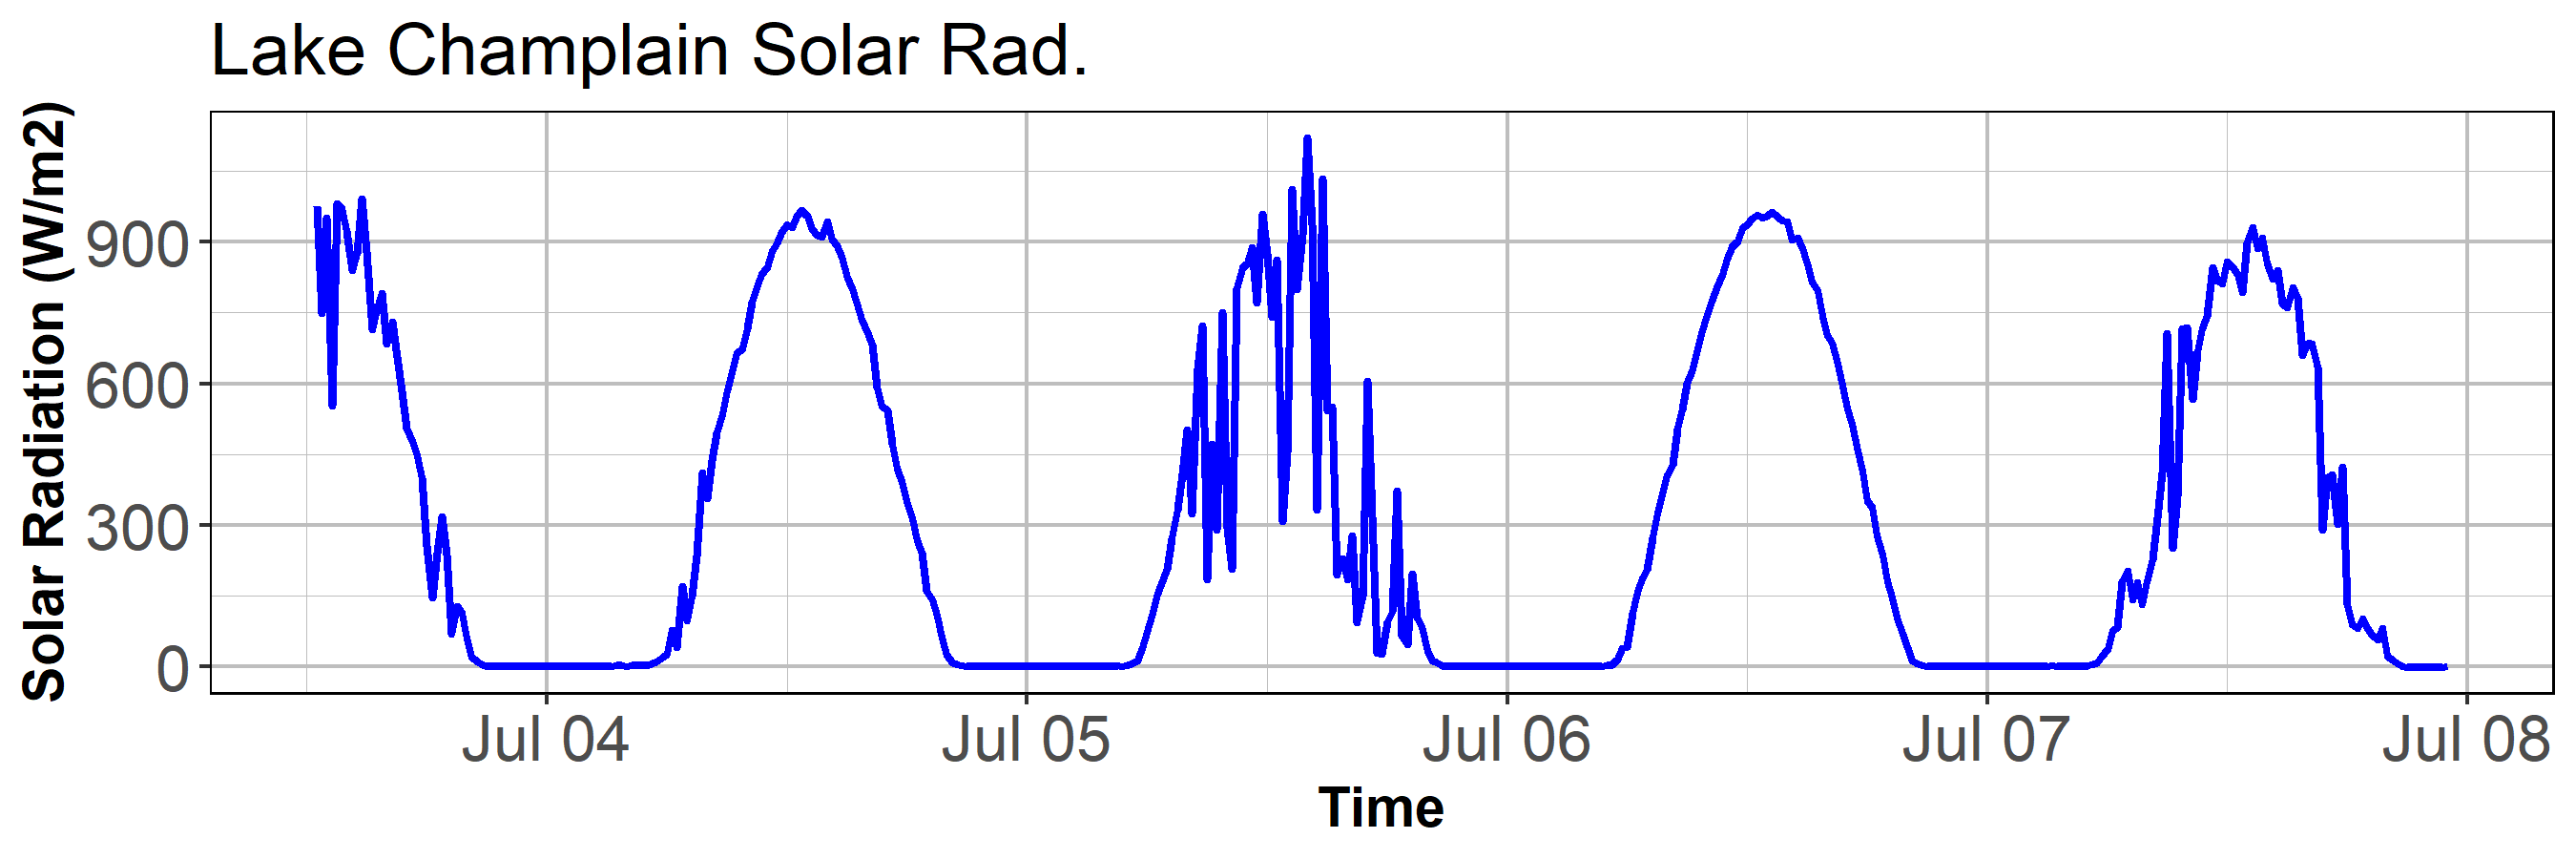 Lake Champlain Solar Rad.
Solar Radiation (W/m2)
900
600
300
0
Jul 04 Jul 05 Jul 06 Jul 07 Jul 08
Time